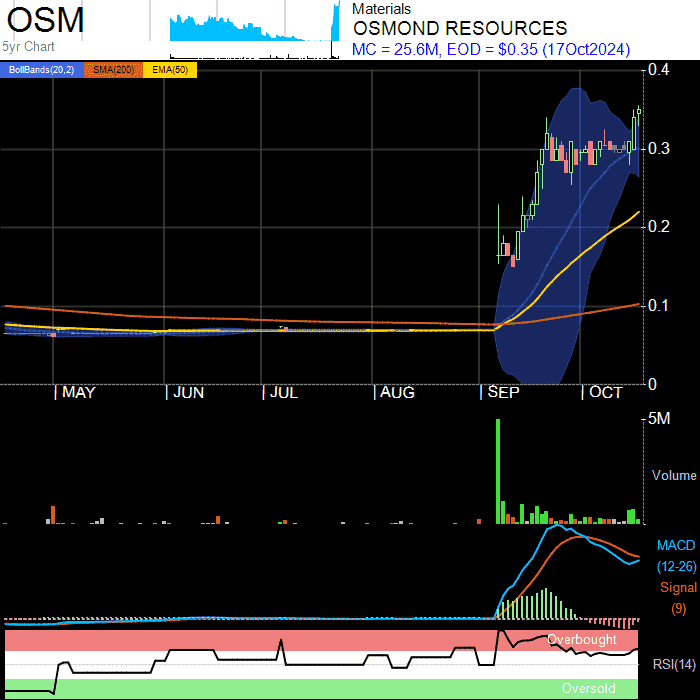 OSM
5yr Chart
Materials
OSMOND RESOURCES
MC = 25.6M, EOD = $0.35 (17Oct2024)
BollBands(20,2) SMA(200) EMA(50)
0.4
0.3
0.2
0.1
0
MAY JUN JUL AUG SEP OCT
5M
Volume
MACD
(12-26)
Signal
(9)
Overbought
RSI(14)
Oversold